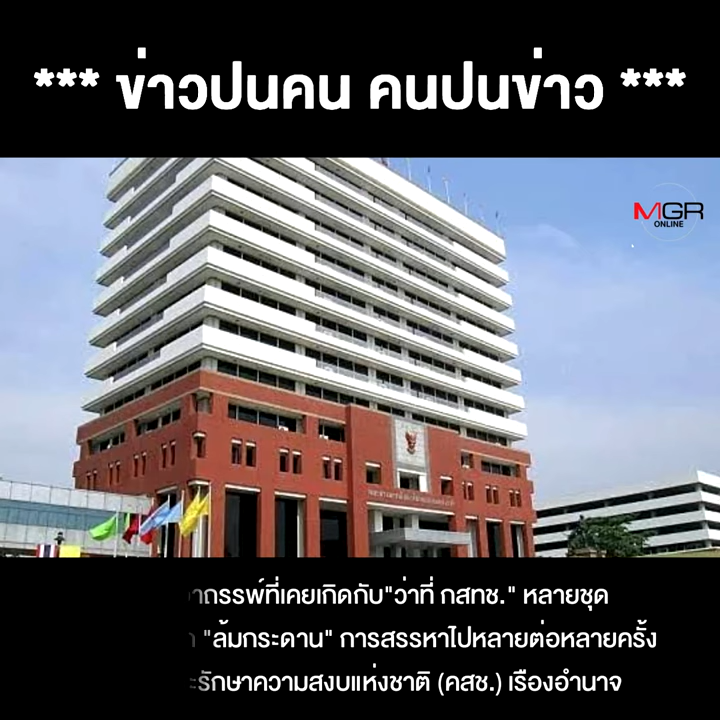 *** ข่าวปนคน คนปนข่าว ***
MGR
ONLINE
ที่เคยเกิดกับ"ว่าที่ กสทช." หลายชุด
"ล้มกระดาน" การสรรหาไปหลายต่อหลายครั้ง
รักษาความสงบแห่งชาติ (คสช.) เรืองอำนาจ